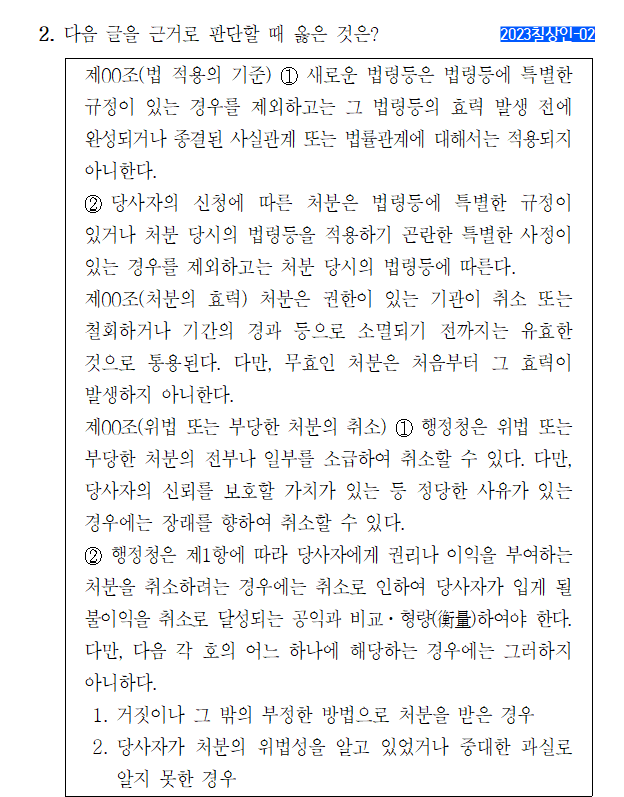 2. 다음 글을 근거로 판단할 때 옳은 것은? 2023칠상인-02
제00조(법 적용의 기준) ① 새로운 법령등은 법령등에 특별한
규정이 있는 경우를 제외하고는 그 법령등의 효력 발생 전에
완성되거나 종결된 사실관계 또는 법률관계에 대해서는 적용되지
아니한다.
② 당사자의 신청에 따른 처분은 법령등에 특별한 규정이
있거나 처분 당시의 법령등을 적용하기 곤란한 특별한 사정이
있는 경우를 제외하고는 처분 당시의 법령등에 따른다.
제00조(처분의 효력) 처분은 권한이 있는 기관이 취소 또는
철회하거나 기간의 경과 등으로 소멸되기 전까지는 유효한
것으로 통용된다. 다만, 무효인 처분은 처음부터 그 효력이
발생하지 아니한다.
제00조(위법 또는 부당한 처분의 취소) ① 행정청은 위법 또는
부당한 처분의 전부나 일부를 소급하여 취소할 수 있다. 다만,
당사자의 신뢰를 보호할 가치가 있는 등 정당한 사유가 있는
경우에는 장래를 향하여 취소할 수 있다.
② 행정청은 제1항에 따라 당사자에게 권리나 이익을 부여하는
처분을 취소하려는 경우에는 취소로 인하여 당사자가 입게 될
불이익을 취소로 달성되는 공익과 비교·형량(衡量)하여야 한다.
다만, 다음 각 호의 어느 하나에 해당하는 경우에는 그러하지
아니하다.
1. 거짓이나 그 밖의 부정한 방법으로 처분을 받은 경우
2. 당사자가 처분의 위법성을 알고 있었거나 중대한 과실로
알지 못한 경우